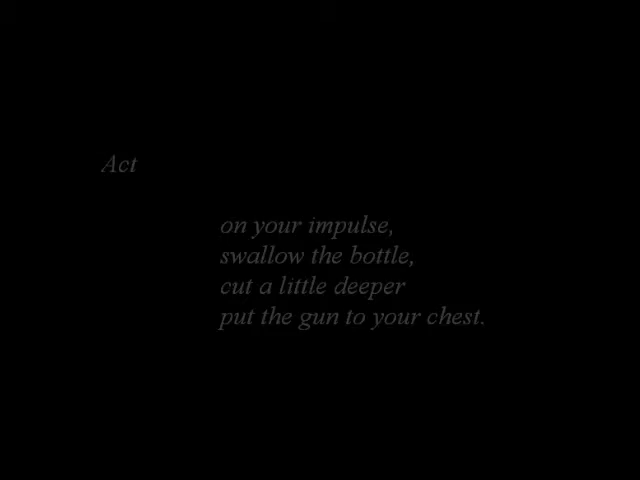 Act
on your impulse,
swallow the bottle,
cut a little deeper
put the gun to your chest.